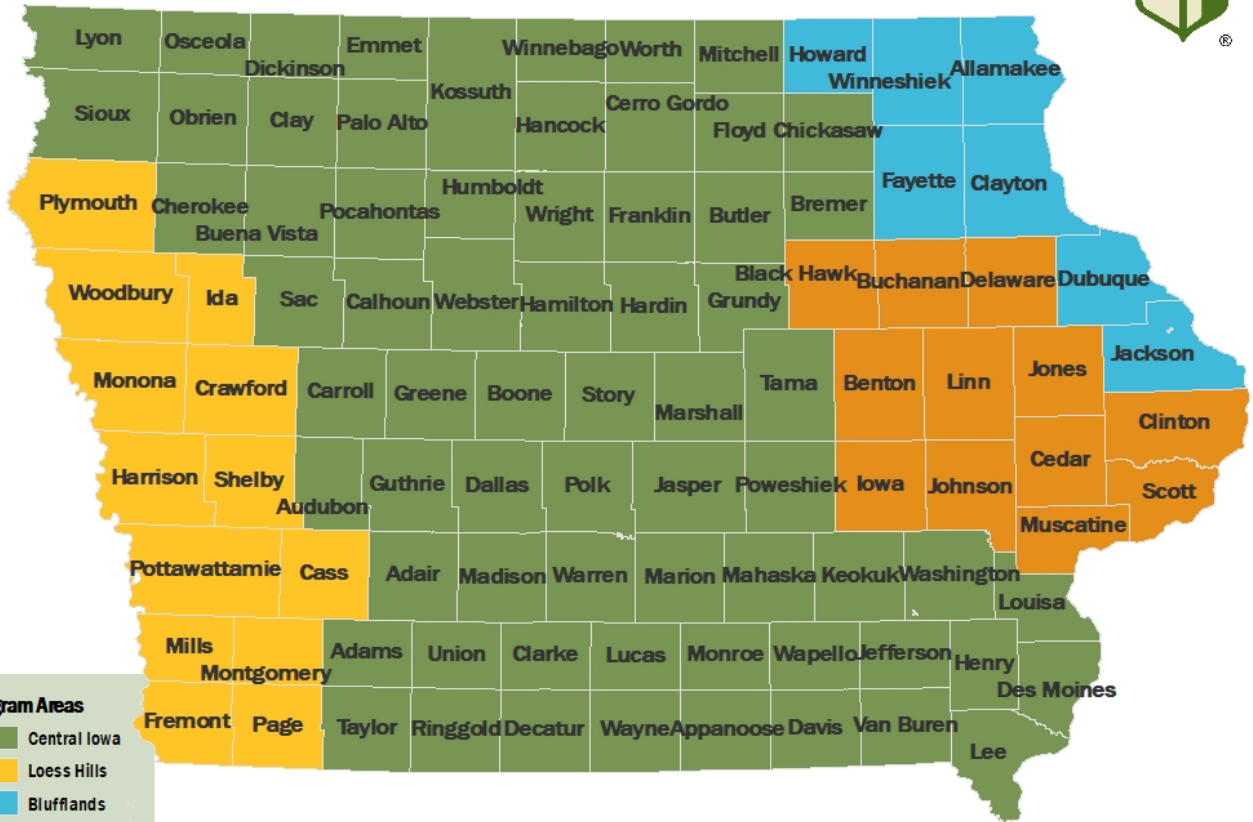 Lyon
Osceola
Dickinson
Emmet
Kossuth
Winnebago
Worth
Mitchell
Howard
Winneshiek
Allamakee
®
Sioux
Obrien
Clay
Palo Alto
Hancock
Cerro Gordo
Floyd
Chickasaw
Plymouth
Cherokee
Buena Vista
Pocahontas
Humboldt
Wright
Franklin
Butler
Bremer
Fayette
Clayton
Woodbury
Ida
Sac
Calhoun
Webster
Hamilton
Hardin
Grundy
Black Hawk
Buchanan
Delaware
Dubuque
Monona
Crawford
Carroll
Greene
Boone
Story
Marshall
Tama
Benton
Linn
Jones
Jackson
Clinton
Harrison
Shelby
Audubon
Guthrie
Dallas
Polk
Jasper
Poweshiek
Iowa
Johnson
Cedar
Scott
Muscatine
Pottawattamie
Cass
Adair
Madison
Warren
Marion
Mahaska
Keokuk
Washington
Louisa
Mills
Montgomery
Adams
Union
Clarke
Lucas
Monroe
Wapello
Jefferson
Henry
Des Moines
Fremont
Page
Taylor
Ringgold
Decatur
Wayne
Appanoose
Davis
Van Buren
Lee
gram Areas
Central Iowa
Loess Hills
Blufflands